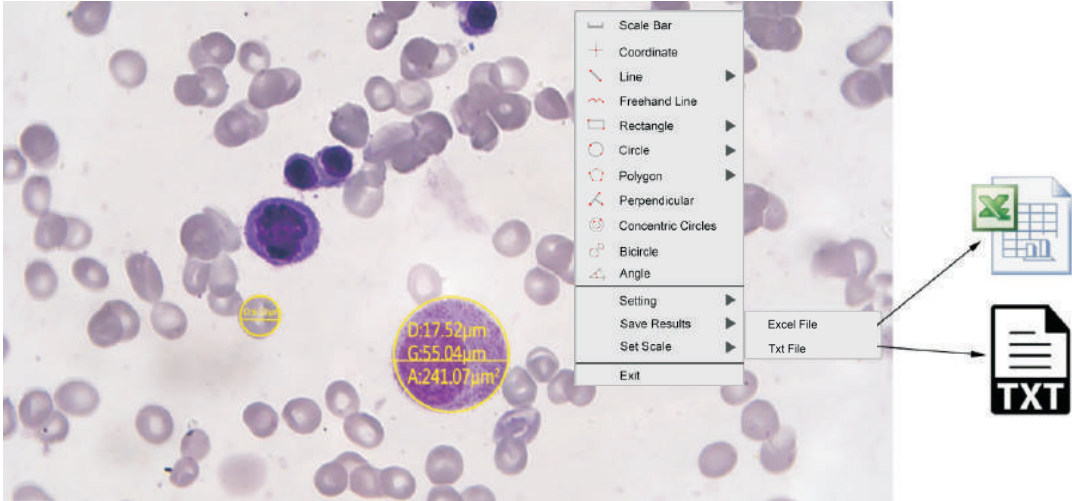 Scale Bar
Coordinate
Line
Freehand Line
Rectangle
Circle
Polygon
Perpendicular
Concentric Circles
Bicircle
Angle
Setting
Save Results
Set Scale
Exit
Excel File
Txt File
D:17.52μm
G:55.04μm
A:241.07μm²
TXT